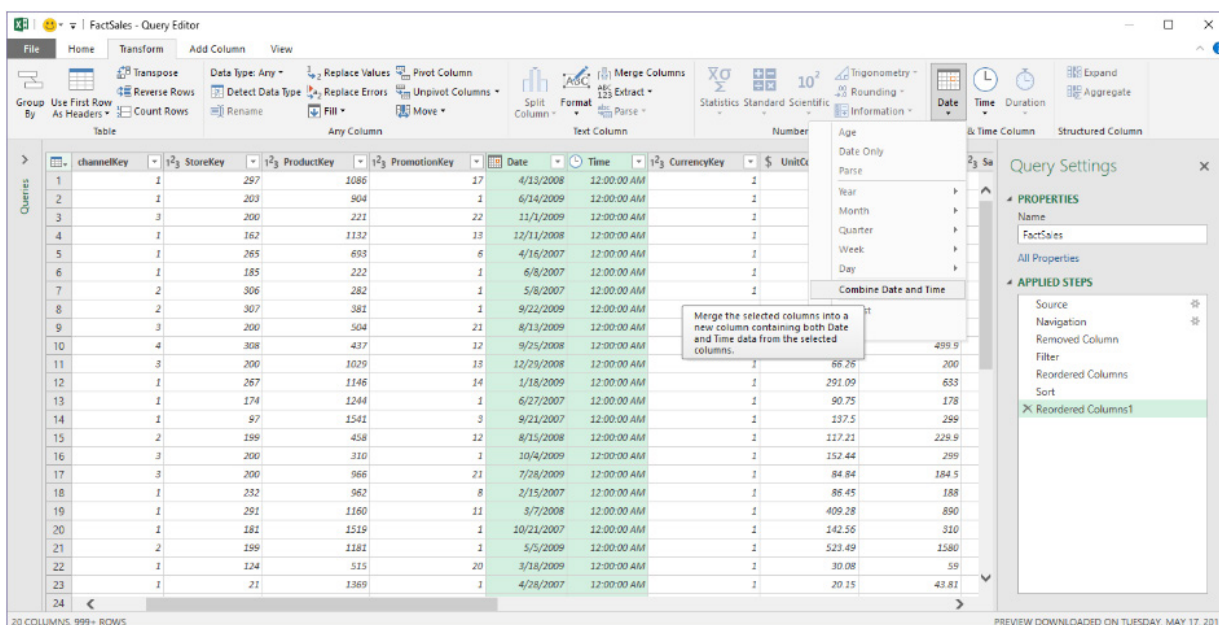 FactSales - Query Editor
File Home Transform Add Column View
Group By
Use First Row As Headers
Transpose
Reverse Rows
Count Rows
Table
Data Type: Any
Detect Data Type
Rename
Replace Values
Replace Errors
Fill
Pivot Column
Unpivot Columns
Move
Any Column
Split Column
Format
Merge Columns
Extract
Parse
Text Column
Statistics
Standard
Scientific
Trigonometry
Rounding
Information
Number
Date
Time
Duration
& Time Column
Expand
Aggregate
Structured Column
Age
Date Only
Parse
Year
Month
Quarter
Week
Day
Combine Date and Time
Merge the selected columns into a
new column containing both Date
and Time data from the selected
columns.
Queries
channelKey StoreKey ProductKey PromotionKey Date Time CurrencyKey
1 1 297 1086 17 4/13/2008 12:00:00 AM 1
2 1 203 904 1 6/14/2009 12:00:00 AM 1
3 3 200 221 22 11/1/2009 12:00:00 AM 1
4 1 162 1132 13 12/11/2008 12:00:00 AM 1
5 1 265 693 6 4/16/2007 12:00:00 AM 1
6 1 185 222 1 6/8/2007 12:00:00 AM 1
7 2 306 282 1 5/8/2007 12:00:00 AM 1
8 2 307 381 1 9/22/2009 12:00:00 AM
9 3 200 504 21 8/13/2009 12:00:00 AM
10 4 308 437 12 9/25/2008 12:00:00 AM 499.9
11 3 200 1029 13 12/29/2008 12:00:00 AM 1 66.26 200
12 1 267 1146 14 1/18/2009 12:00:00 AM 1 291.09 633
13 1 174 1244 1 6/27/2007 12:00:00 AM 1 90.75 178
14 1 97 1541 3 9/21/2007 12:00:00 AM 1 137.5 299
15 2 199 458 12 8/15/2008 12:00:00 AM 1 117.21 229.9
16 3 200 310 1 10/4/2009 12:00:00 AM 1 152.44 299
17 3 200 966 21 7/28/2009 12:00:00 AM 1 84.84 184.5
18 1 232 962 8 2/15/2007 12:00:00 AM 1 86.45 188
19 1 291 1160 11 3/7/2008 12:00:00 AM 1 409.28 890
20 1 181 1519 1 10/21/2007 12:00:00 AM 1 142.56 310
21 2 199 1181 1 5/5/2009 12:00:00 AM 1 523.49 1580
22 1 124 515 20 3/18/2009 12:00:00 AM 1 30.08 59
23 1 21 1369 1 4/28/2007 12:00:00 AM 1 20.15 43.81
24
Query Settings
PROPERTIES
Name
FactSales
All Properties
APPLIED STEPS
Source
Navigation
Removed Column
Filter
Reordered Columns
Sort
Reordered Columns1
20 COLUMNS, 999+ ROWS
PREVIEW DOWNLOADED ON TUESDAY, MAY 17, 201